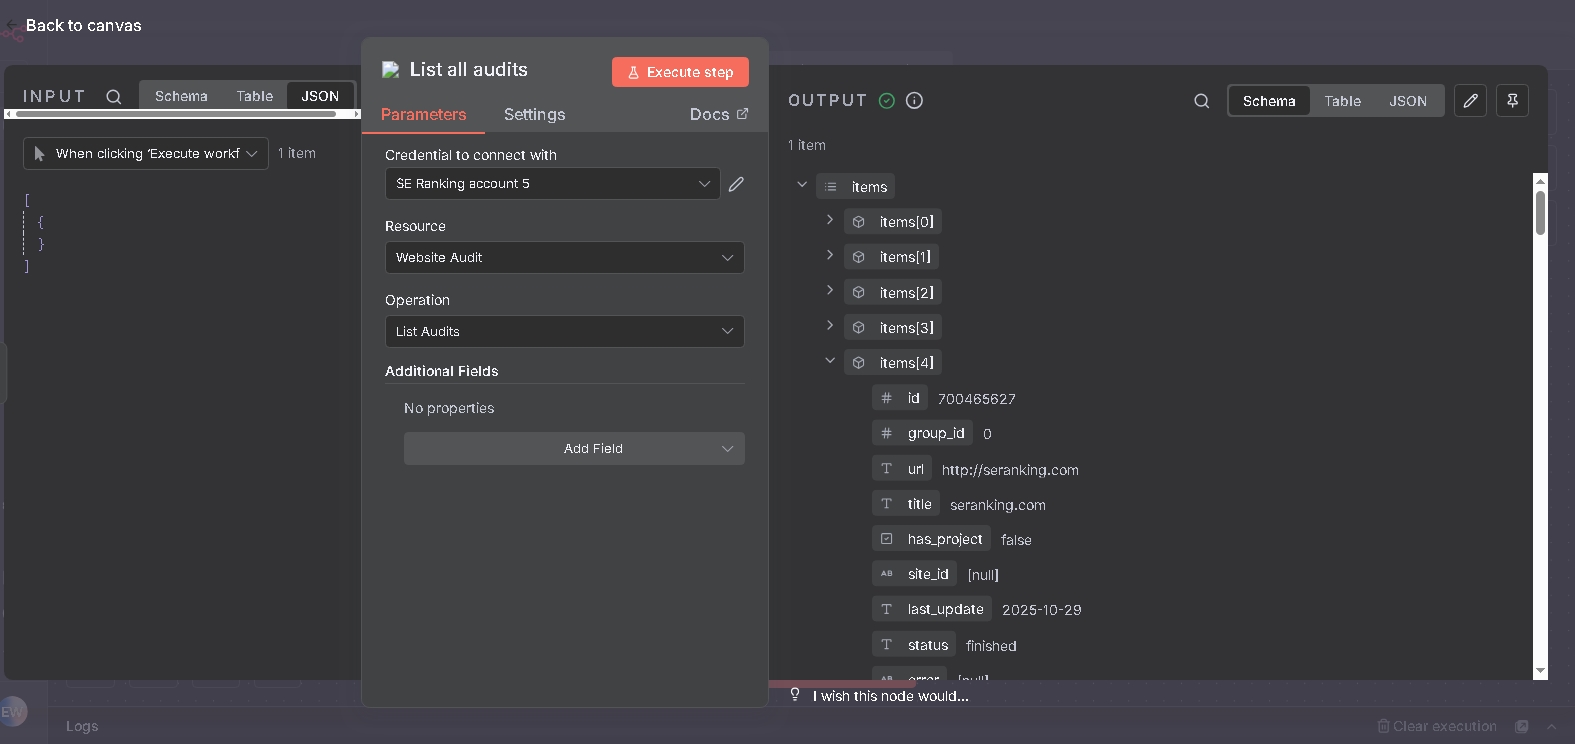 Back to canvas
INPUT
Schema
Table
JSON
When clicking 'Execute workf
1 item
[
{
}
]
List all audits
Execute step
Parameters
Settings
Docs
Credential to connect with
SE Ranking account 5
Resource
Website Audit
Operation
List Audits
Additional Fields
No properties
Add Field
OUTPUT
Schema
Table
JSON
1 item
items
items[0]
items[1]
items[2]
items[3]
items[4]
# id 700465627
# group_id 0
T url http://seranking.com
T title seranking.com
has_project false
AB site_id [null]
T last_update 2025-10-29
T status finished
AB error [null]
I wish this node would...
EW
Logs
Clear execution